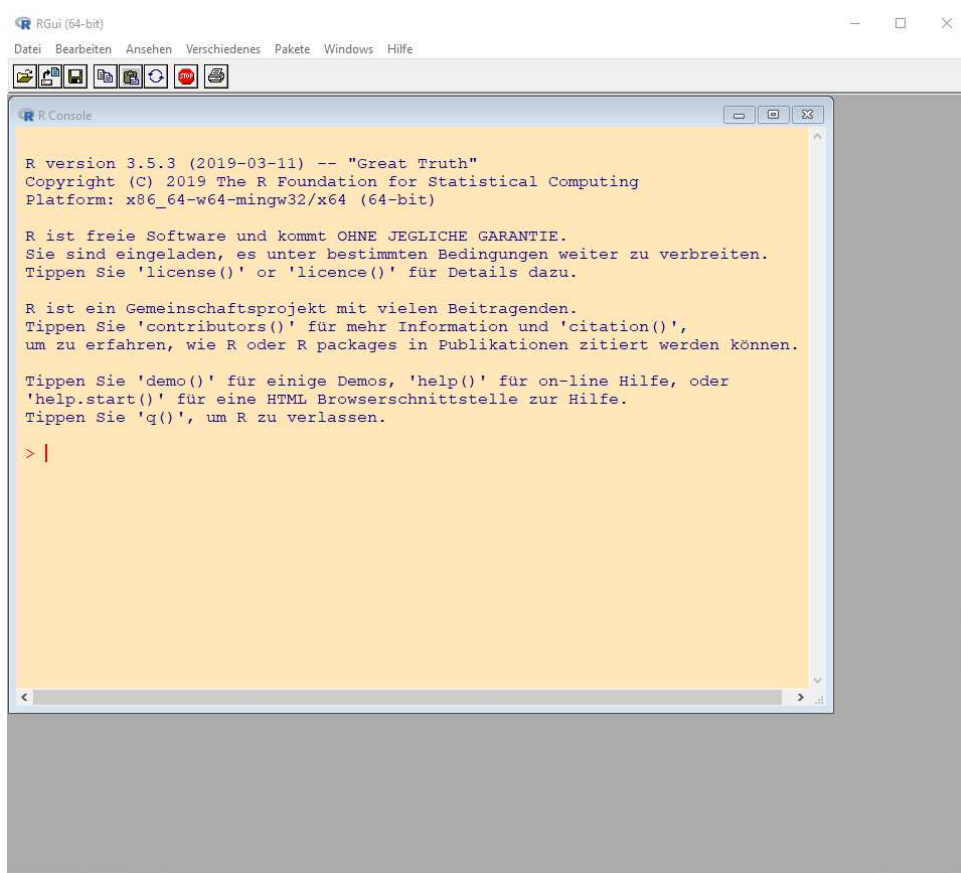 RGui (64-bit)
Datei Bearbeiten Ansehen Verschiedenes Pakete Windows Hilfe
STOP
R Console
R version 3.5.3 (2019-03-11) -- "Great Truth"
Copyright (C) 2019 The R Foundation for Statistical Computing
Platform: x86_64-w64-mingw32/x64 (64-bit)
R ist freie Software und kommt OHNE JEGLICHE GARANTIE.
Sie sind eingeladen, es unter bestimmten Bedingungen weiter zu verbreiten.
Tippen Sie 'license()' or 'licence()' für Details dazu.
R ist ein Gemeinschaftsprojekt mit vielen Beitragenden.
Tippen Sie 'contributors()' für mehr Information und 'citation()',
um zu erfahren, wie R oder R packages in Publikationen zitiert werden können.
Tippen Sie 'demo()' für einige Demos, 'help()' für on-line Hilfe, oder
'help.start()' für eine HTML Browserschnittstelle zur Hilfe.
Tippen Sie 'q()', um R zu verlassen.
>